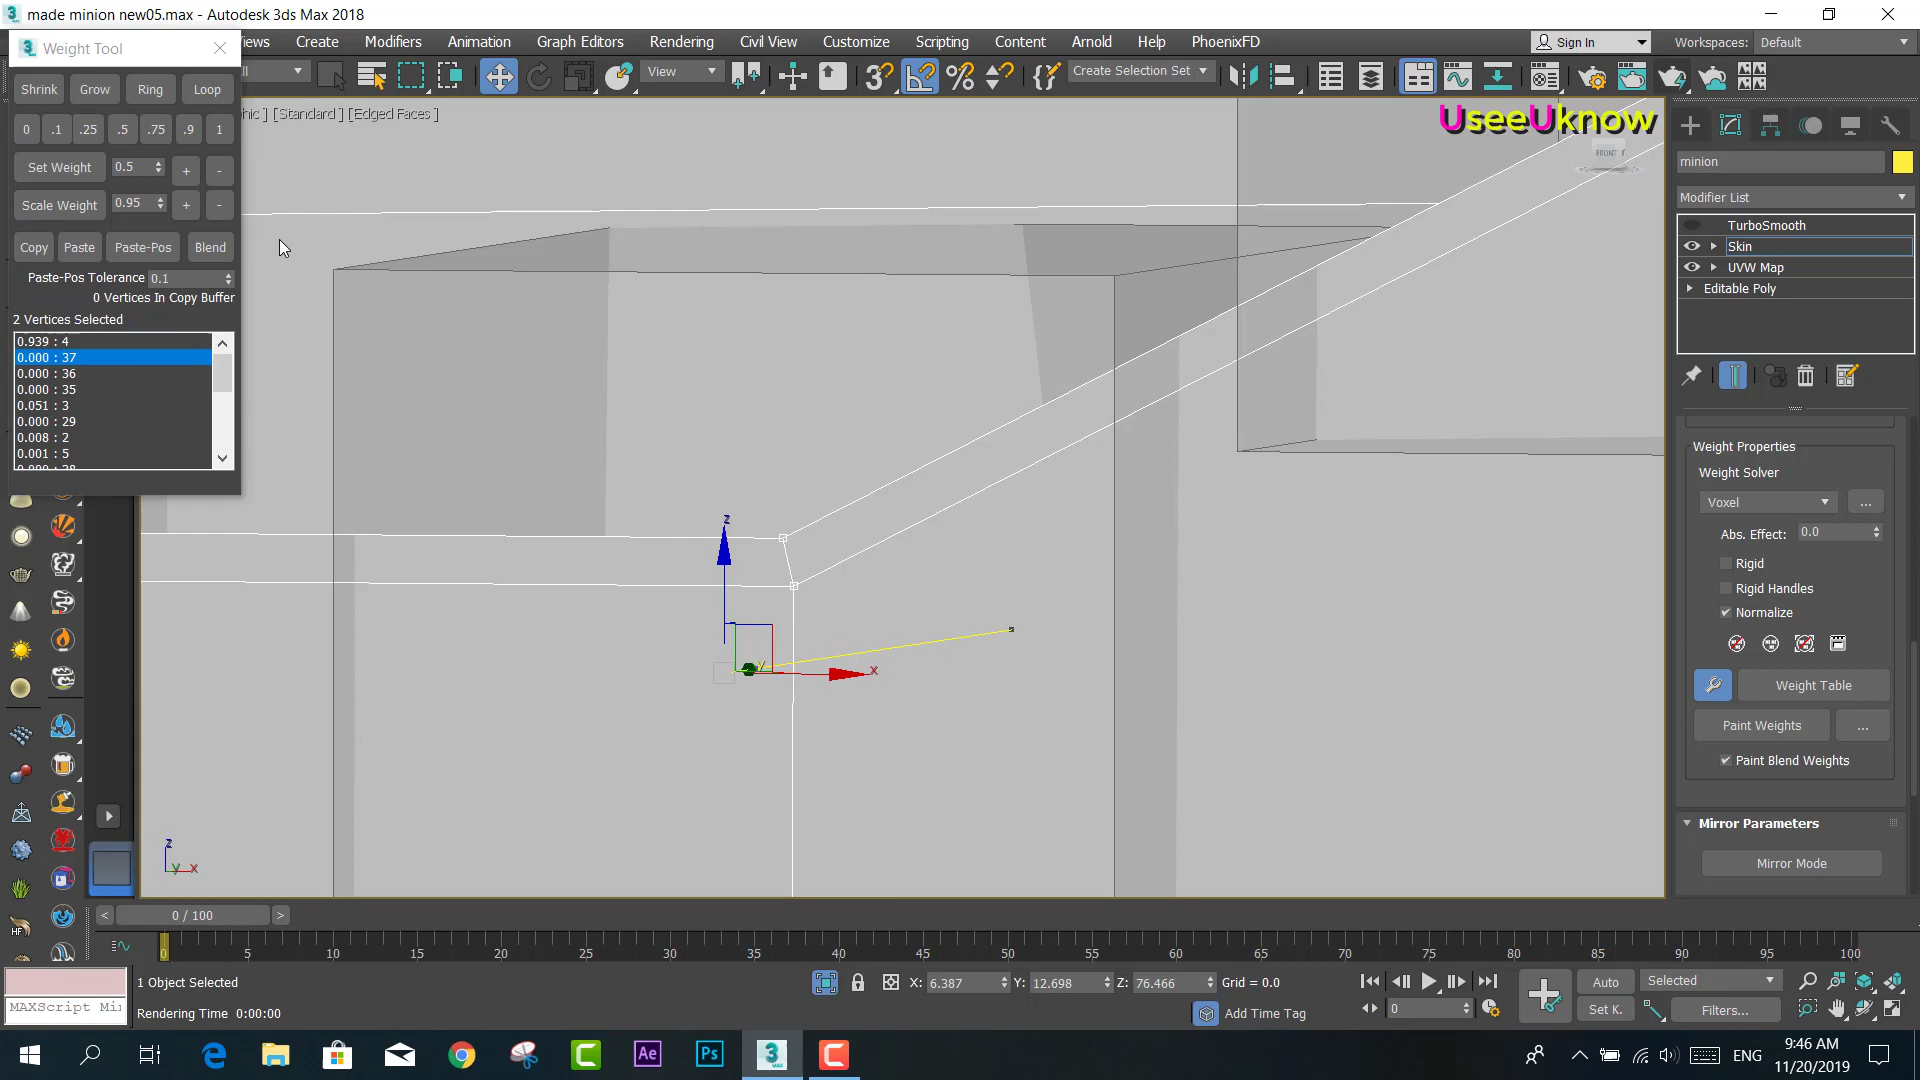 made minion new05.max - Autodesk 3ds Max 2018
Weight Tool
Views
Create
Modifiers
Animation
Graph Editors
Rendering
Civil View
Customize
Scripting
Content
Arnold
Help
PhoenixFD
Sign In
Workspaces: Default
View
Create Selection Set
Shrink
Grow
Ring
Loop
0
.1
.25
.5
.75
.9
1
Set Weight
0.5
+
-
Scale Weight
0.95
+
-
Copy
Paste
Paste-Pos
Blend
Paste-Pos Tolerance
0.1
0 Vertices In Copy Buffer
2 Vertices Selected
0.939 : 4
0.000 : 37
0.000 : 36
0.000 : 35
0.051 : 3
0.000 : 29
0.008 : 2
0.001 : 5
[Standard ] [Edged Faces ]
UseeUknow
FRONT
z
y
x
z
y
x
minion
Modifier List
TurboSmooth
Skin
UVW Map
Editable Poly
Weight Properties
Weight Solver
Voxel
...
Abs. Effect:
0.0
Rigid
Rigid Handles
Normalize
Weight Table
Paint Weights
...
Paint Blend Weights
Mirror Parameters
Mirror Mode
HF
<
0 / 100
>
0
5
10
15
20
25
30
35
40
45
50
55
60
65
70
75
80
85
90
95
100
MAXScript Mi
1 Object Selected
Rendering Time 0:00:00
X: 6.387
Y: 12.698
Z: 76.466
Grid = 0.0
Add Time Tag
0
Auto
Selected
Set K.
Filters...
Ae
Ps
3
MAX
ENG
9:46 AM
11/20/2019